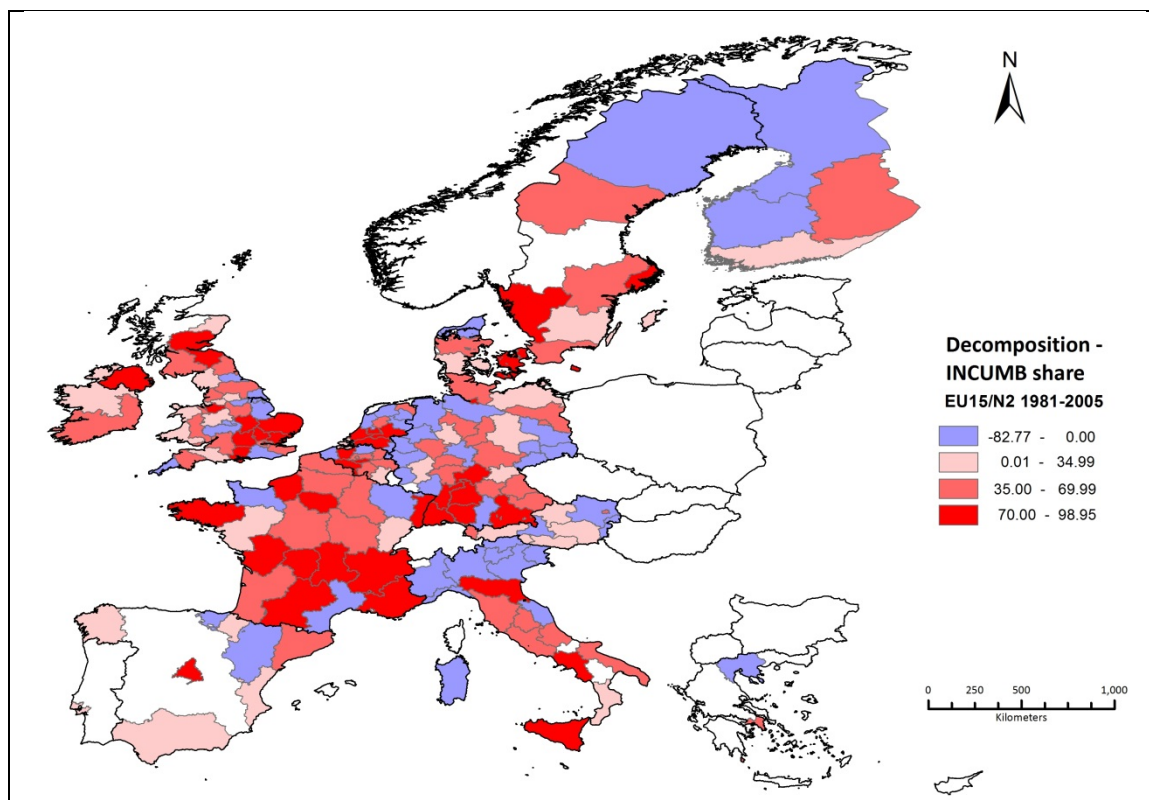 N
Decomposition -
INCUMB share
EU15/N2 1981-2005
-82.77 - 0.00
0.01 - 34.99
35.00 - 69.99
70.00 - 98.95
0 250 500 1,000
Kilometers